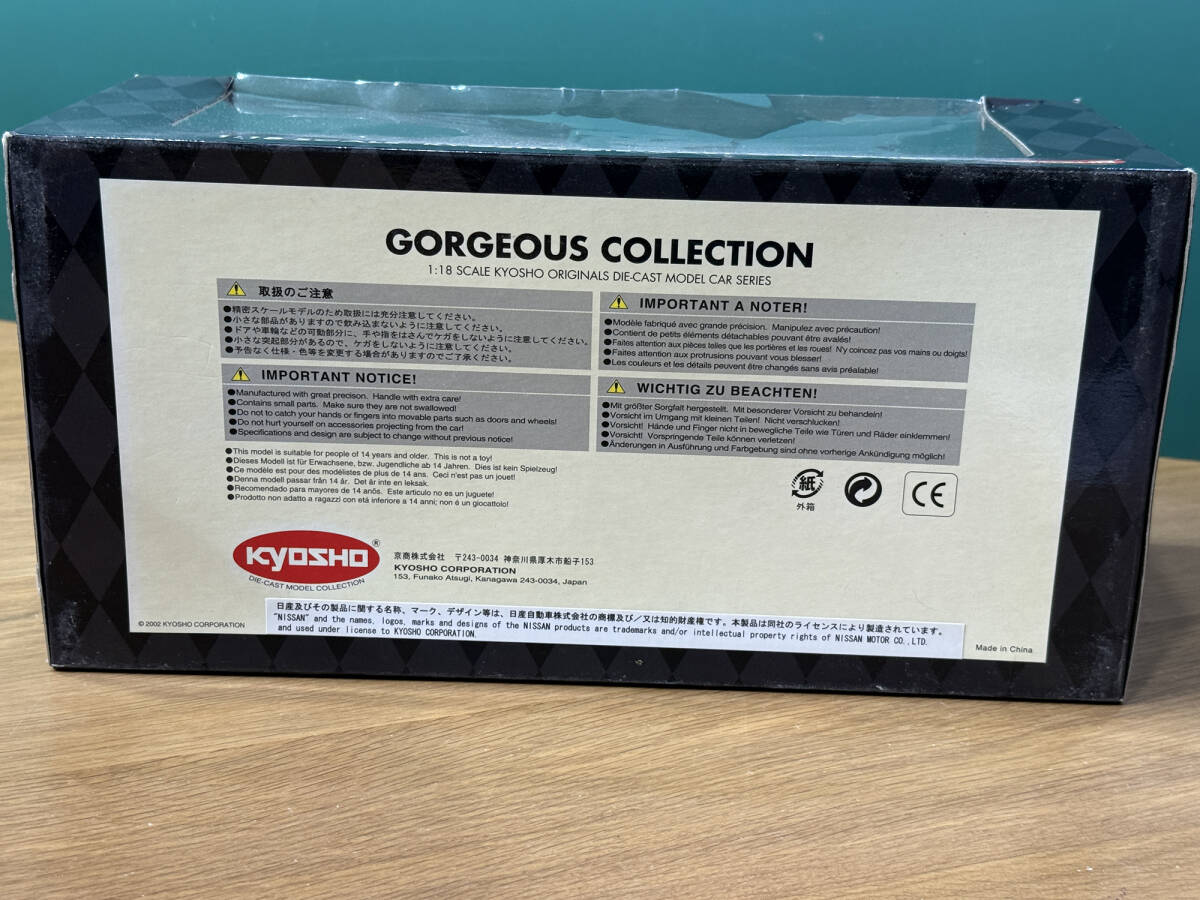 GORGEOUS COLLECTION
1:18 SCALE KYOSHO ORIGINALS DIE-CAST MODEL CAR SERIES
取扱のご注意
●精密スケールモデルのため取扱には充分注意してください。
●小さな部品がありますので飲み込まないように注意してください。
●ドアや車輪などの可動部分に、手や指をはさんでケガをしないように注意してください。
●小さな突起部分があるので、ケガをしないように注意してください。
●予告なく仕様・色等を変更する場合がありますのでご了承ください。
IMPORTANT NOTICE!
●Manufactured with great precison. Handle with extra care!
●Contains small parts. Make sure they are not swallowed!
●Do not to catch your hands or fingers into movable parts such as doors and wheels!
●Do not hurt yourself on accessories projecting from the car!
●Specifications and design are subject to change without previous notice!
IMPORTANT A NOTER!
●Modèle fabriqué avec grande précision. Manipulez avec précaution!
●Contient de petits éléments détachables pouvant être avalés!
●Faites attention aux pièces telles que les portières et les roues! N'y coincez pas vos mains ou doigts!
●Faites attention aux protrusions pouvant vous blesser!
●Les couleurs et les détails peuvent être changés sans avis préalable!
WICHTIG ZU BEACHTEN!
●Mit größter Sorgfalt hergestellt. Mit besonderer Vorsicht zu behandeln!
●Vorsicht im Umgang mit kleinen Teilen! Nicht verschlucken!
●Vorsicht! Hände und Finger nicht in bewegliche Teile wie Türen und Räder einklemmen!
●Vorsicht! Vorspringende Teile können verletzen!
●Änderungen in Ausführung und Farbgebung sind ohne vorherige Ankündigung möglich!
●This model is suitable for people of 14 years and older. This is not a toy!
●Dieses Modell ist für Erwachsene, bzw. Jugendliche ab 14 Jahren. Dies ist kein Spielzeug!
●Ce modèle est pour des modélistes de plus de 14 ans. Ceci n'est pas un jouet!
●Denna modell passar från 14 år. Det är inte en leksak.
●Recomendado para mayores de 14 anôs. Este articulo no es un juguete!
●Prodotto non adatto a ragazzi con etá inferiore a 14 anni; non é un giocattolo!
紙
外箱
CE
KYOSHO®
DIE-CAST MODEL COLLECTION
京商株式会社 〒243-0034 神奈川県厚木市船子153
KYOSHO CORPORATION
153, Funako Atsugi, Kanagawa 243-0034, Japan
© 2002 KYOSHO CORPORATION
日産及びその製品に関する名称、マーク、デザイン等は、日産自動車株式会社の商標及び／又は知的財産権です。本製品は同社のライセンスにより製造されています。
"NISSAN" and the names, logos, marks and designs of the NISSAN products are trademarks and/or intellectual property rights of NISSAN MOTOR CO.,LTD.
and used under license to KYOSHO CORPORATION.
Made in China